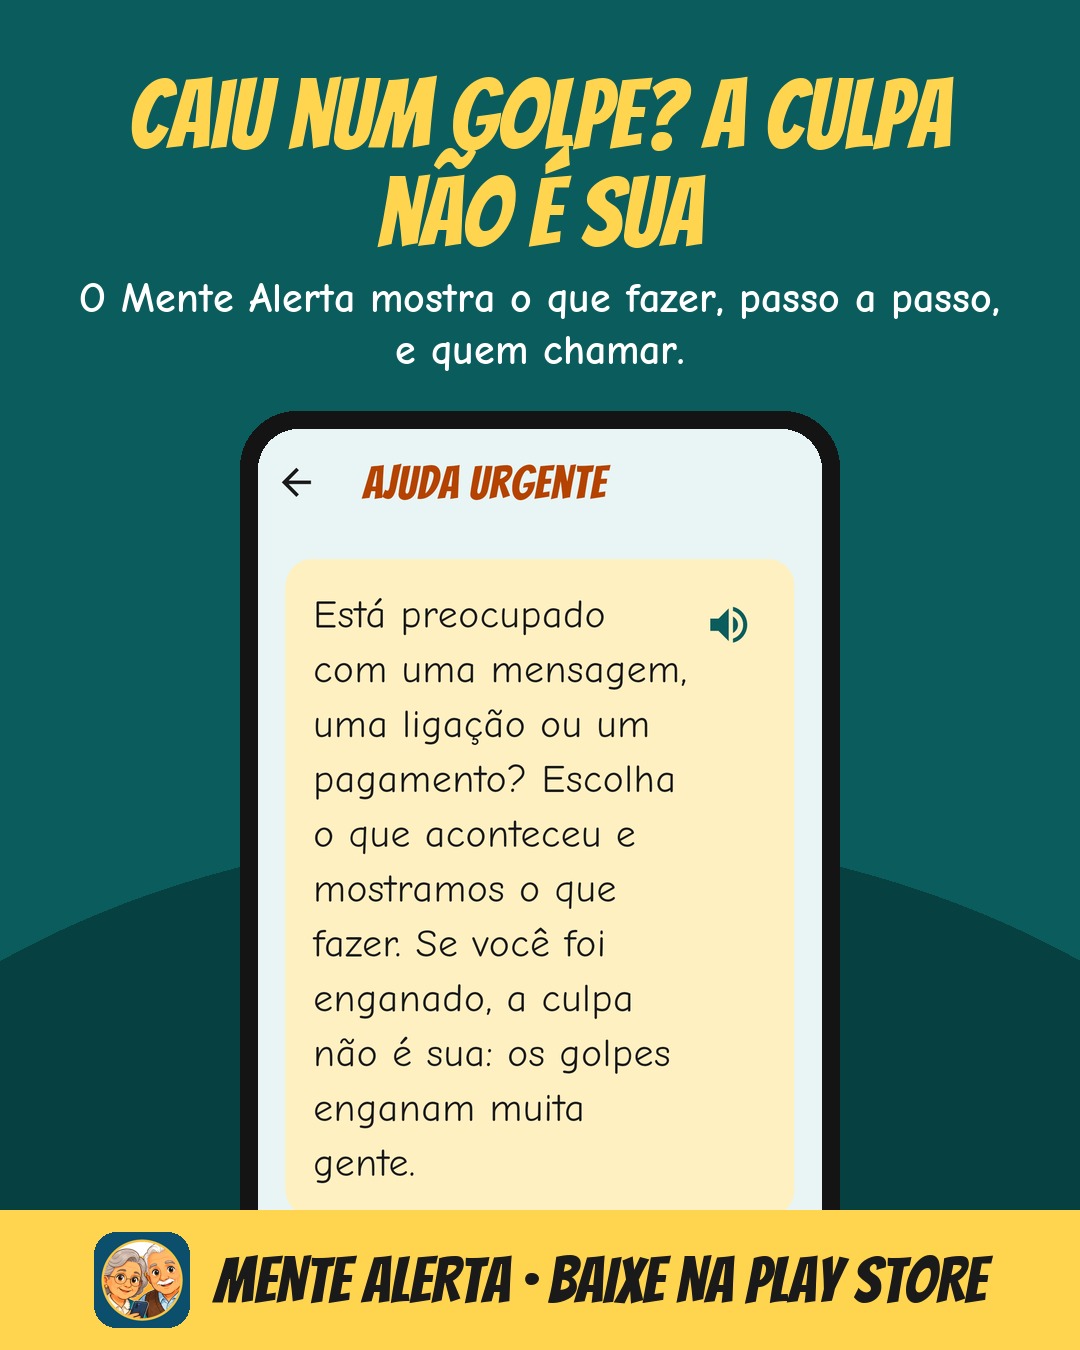 CAIU NUM GOLPE? A CULPA
NÃO É SUA
O Mente Alerta mostra o que fazer, passo a passo,
e quem chamar.
AJUDA URGENTE
Está preocupado
com uma mensagem,
uma ligação ou um
pagamento? Escolha
o que aconteceu e
mostramos o que
fazer. Se você foi
enganado, a culpa
não é sua: os golpes
enganam muita
gente.
MENTE ALERTA • BAIXE NA PLAY STORE